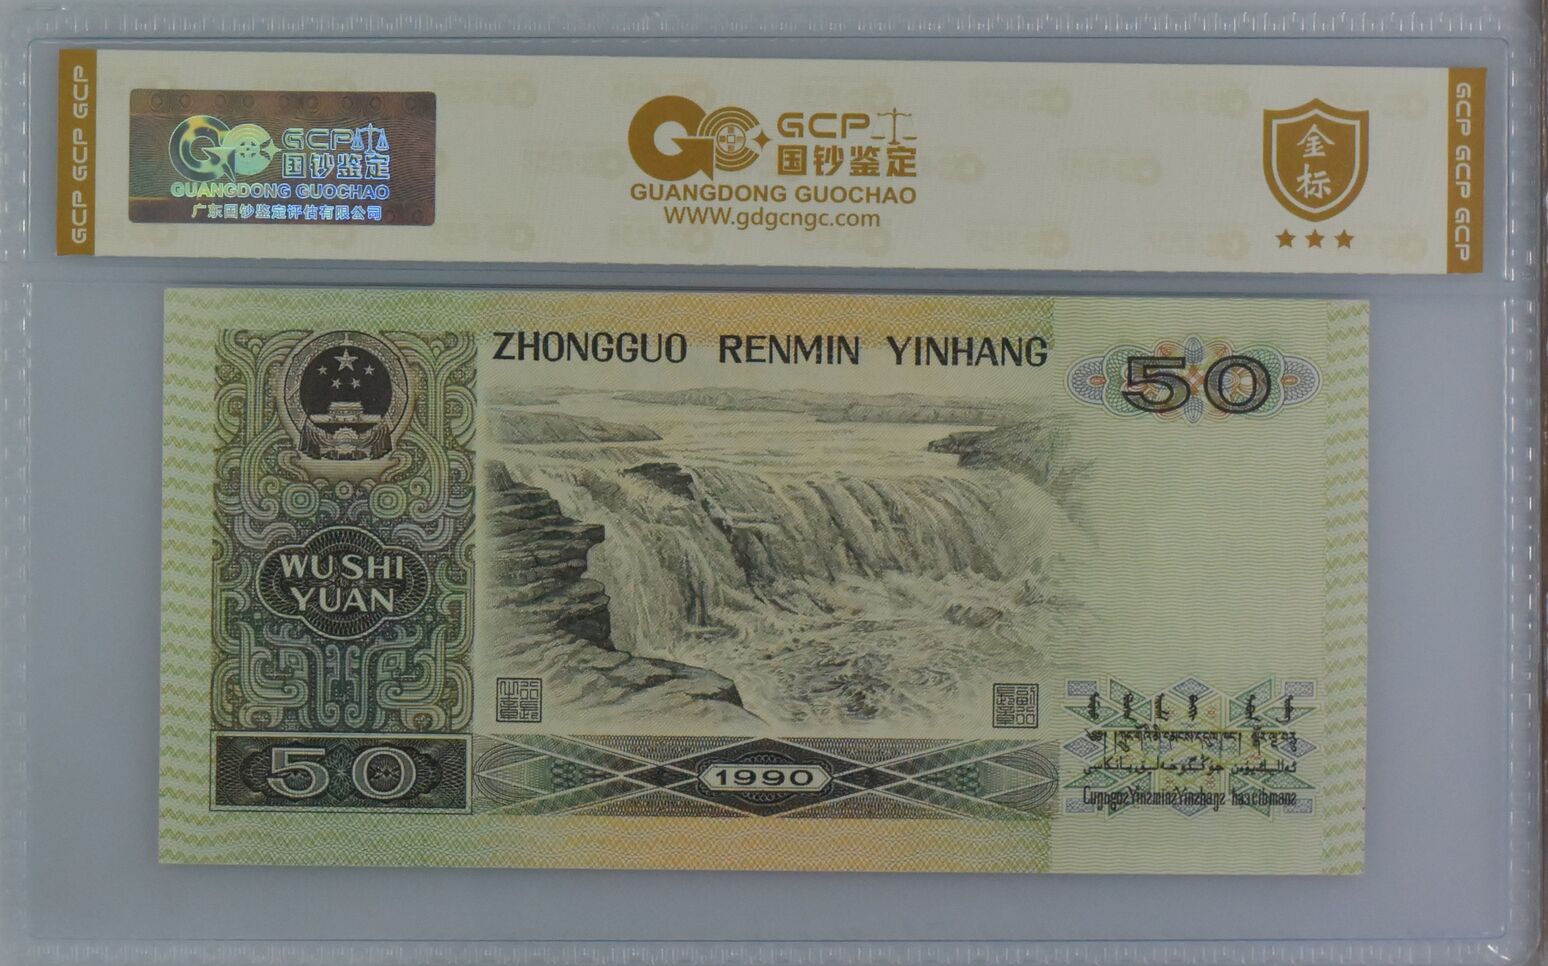 GCP GCP GCP
GCP
国钞鉴定
GUANGDONG GUOCHAO
广东国钞鉴定评估有限公司
GCP
国钞鉴定
GUANGDONG GUOCHAO
WWW.gdgcngc.com
金
标
GCP GCP GCP
ZHONGGUO RENMIN YINHANG
50
WU SHI
YUAN
50
1990